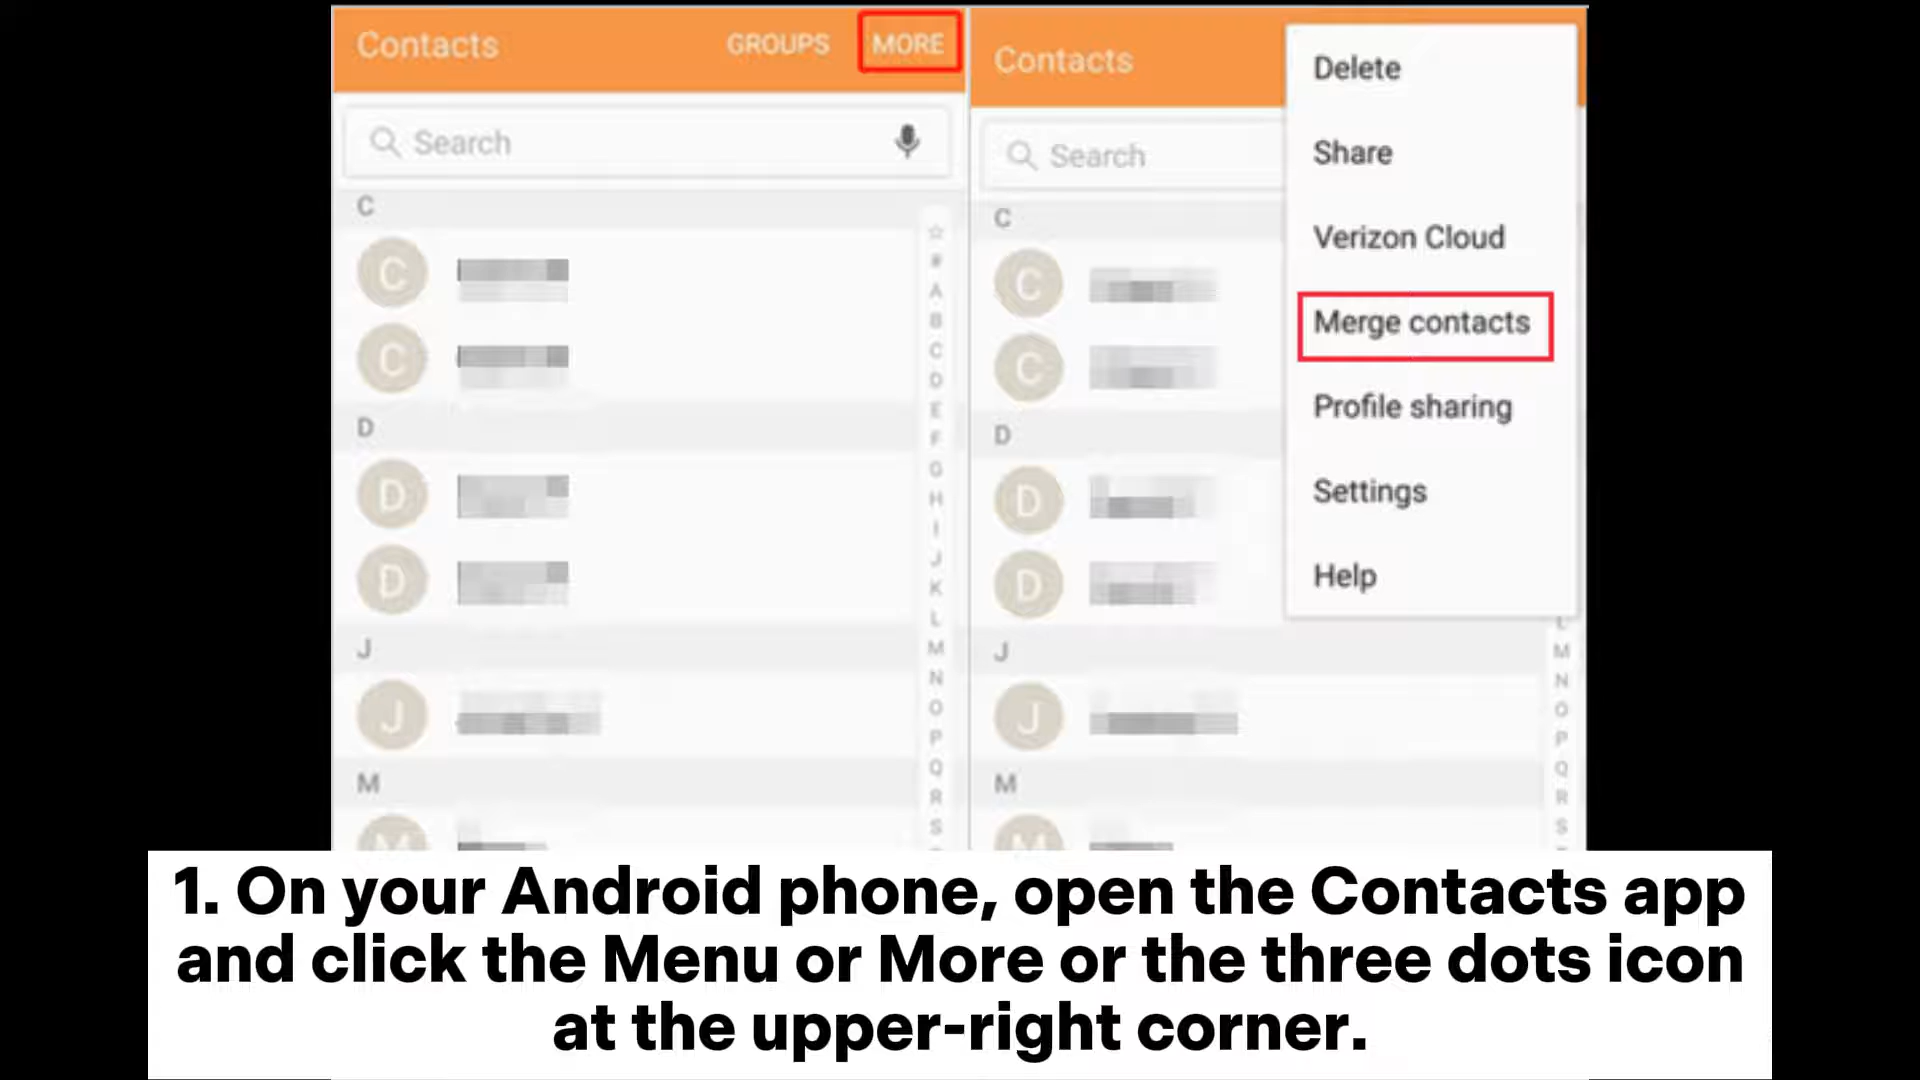 Contacts GROUPS MORE
Search
C
C
C
D
D
D
J
J
M
M
#
A
B
C
D
E
F
G
H
I
J
K
L
M
N
O
P
Q
R
S
Contacts
Search
C
C
C
D
D
D
J
J
M
M
Delete
Share
Verizon Cloud
Merge contacts
Profile sharing
Settings
Help
L
M
N
O
P
Q
R
S
1. On your Android phone, open the Contacts app
and click the Menu or More or the three dots icon
at the upper-right corner.